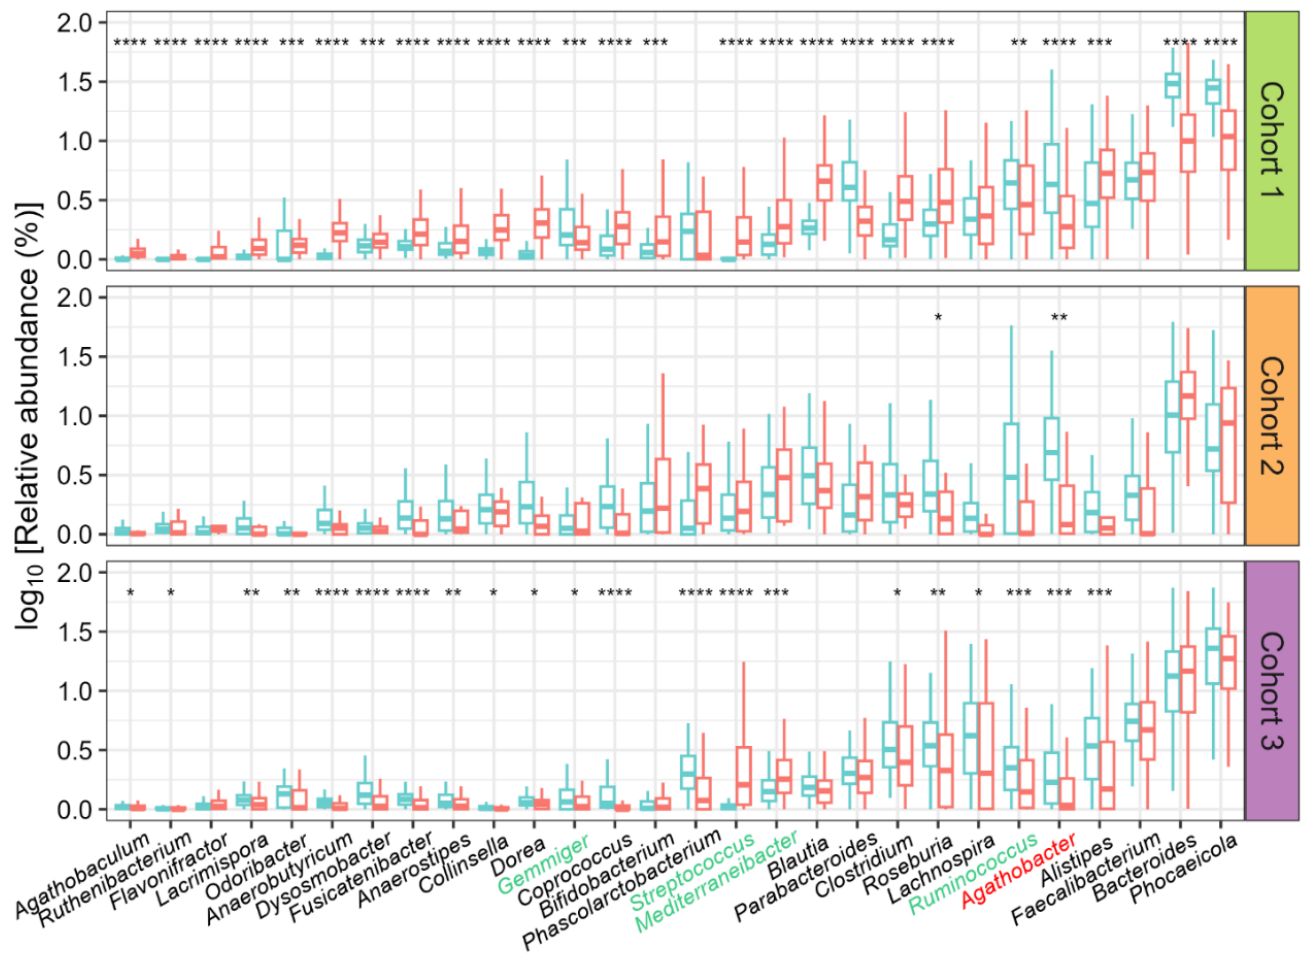 2.0
**** **** **** **** *** **** *** **** **** **** **** *** **** *** **** **** **** **** **** **** ** **** *** **** ****
1.5
1.0
0.5
0.0
Cohort 1
2.0
* **
1.5
1.0
0.5
0.0
Cohort 2
2.0
* * ** ** **** **** **** ** * * * **** **** **** *** * ** * *** *** ***
1.5
1.0
0.5
0.0
Cohort 3
log10 [Relative abundance (%)]
Agathobaculum
Ruthenibacterium
Flavonifractor
Lacrimispora
Odoribacter
Anaerobutyricum
Dysosmobacter
Fusicatenibacter
Anaerostipes
Collinsella
Dorea
Gemmiger
Coprococcus
Bifidobacterium
Phascolarctobacterium
Streptococcus
Mediterraneibacter
Blautia
Parabacteroides
Clostridium
Roseburia
Lachnospira
Ruminococcus
Agathobacter
Alistipes
Faecalibacterium
Bacteroides
Phocaeicola